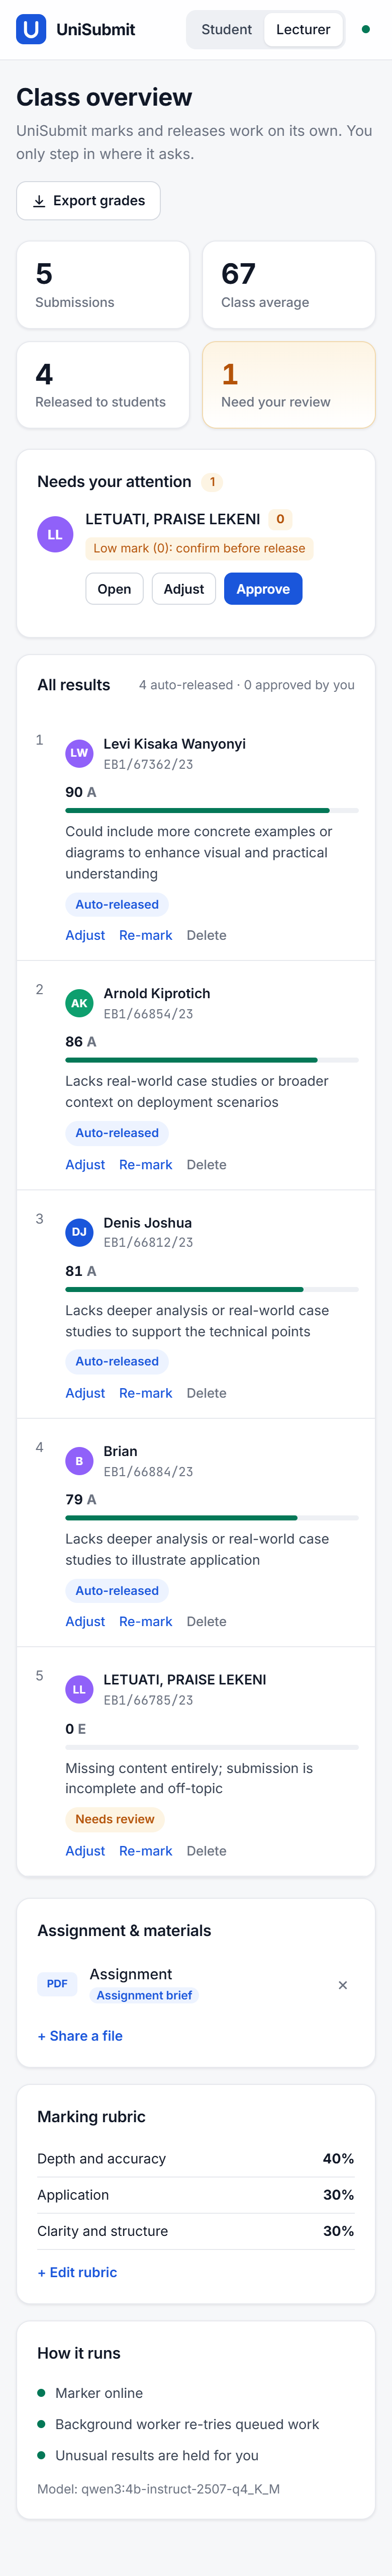 U UniSubmit Student Lecturer
Class overview
UniSubmit marks and releases work on its own. You
only step in where it asks.
Export grades
5
Submissions
67
Class average
4
Released to students
1
Need your review
Needs your attention 1
LL
LETUATI, PRAISE LEKENI 0
Low mark (0): confirm before release
Open Adjust Approve
All results 4 auto-released · 0 approved by you
1
LW
Levi Kisaka Wanyonyi
EB1/67362/23
90 A
Could include more concrete examples or
diagrams to enhance visual and practical
understanding
Auto-released
Adjust Re-mark Delete
2
AK
Arnold Kiprotich
EB1/66854/23
86 A
Lacks real-world case studies or broader
context on deployment scenarios
Auto-released
Adjust Re-mark Delete
3
DJ
Denis Joshua
EB1/66812/23
81 A
Lacks deeper analysis or real-world case
studies to support the technical points
Auto-released
Adjust Re-mark Delete
4
B
Brian
EB1/66884/23
79 A
Lacks deeper analysis or real-world case
studies to illustrate application
Auto-released
Adjust Re-mark Delete
5
LL
LETUATI, PRAISE LEKENI
EB1/66785/23
0 E
Missing content entirely; submission is
incomplete and off-topic
Needs review
Adjust Re-mark Delete
Assignment & materials
PDF
Assignment
Assignment brief
×
+ Share a file
Marking rubric
Depth and accuracy 40%
Application 30%
Clarity and structure 30%
+ Edit rubric
How it runs
Marker online
Background worker re-tries queued work
Unusual results are held for you
Model: qwen3:4b-instruct-2507-q4_K_M